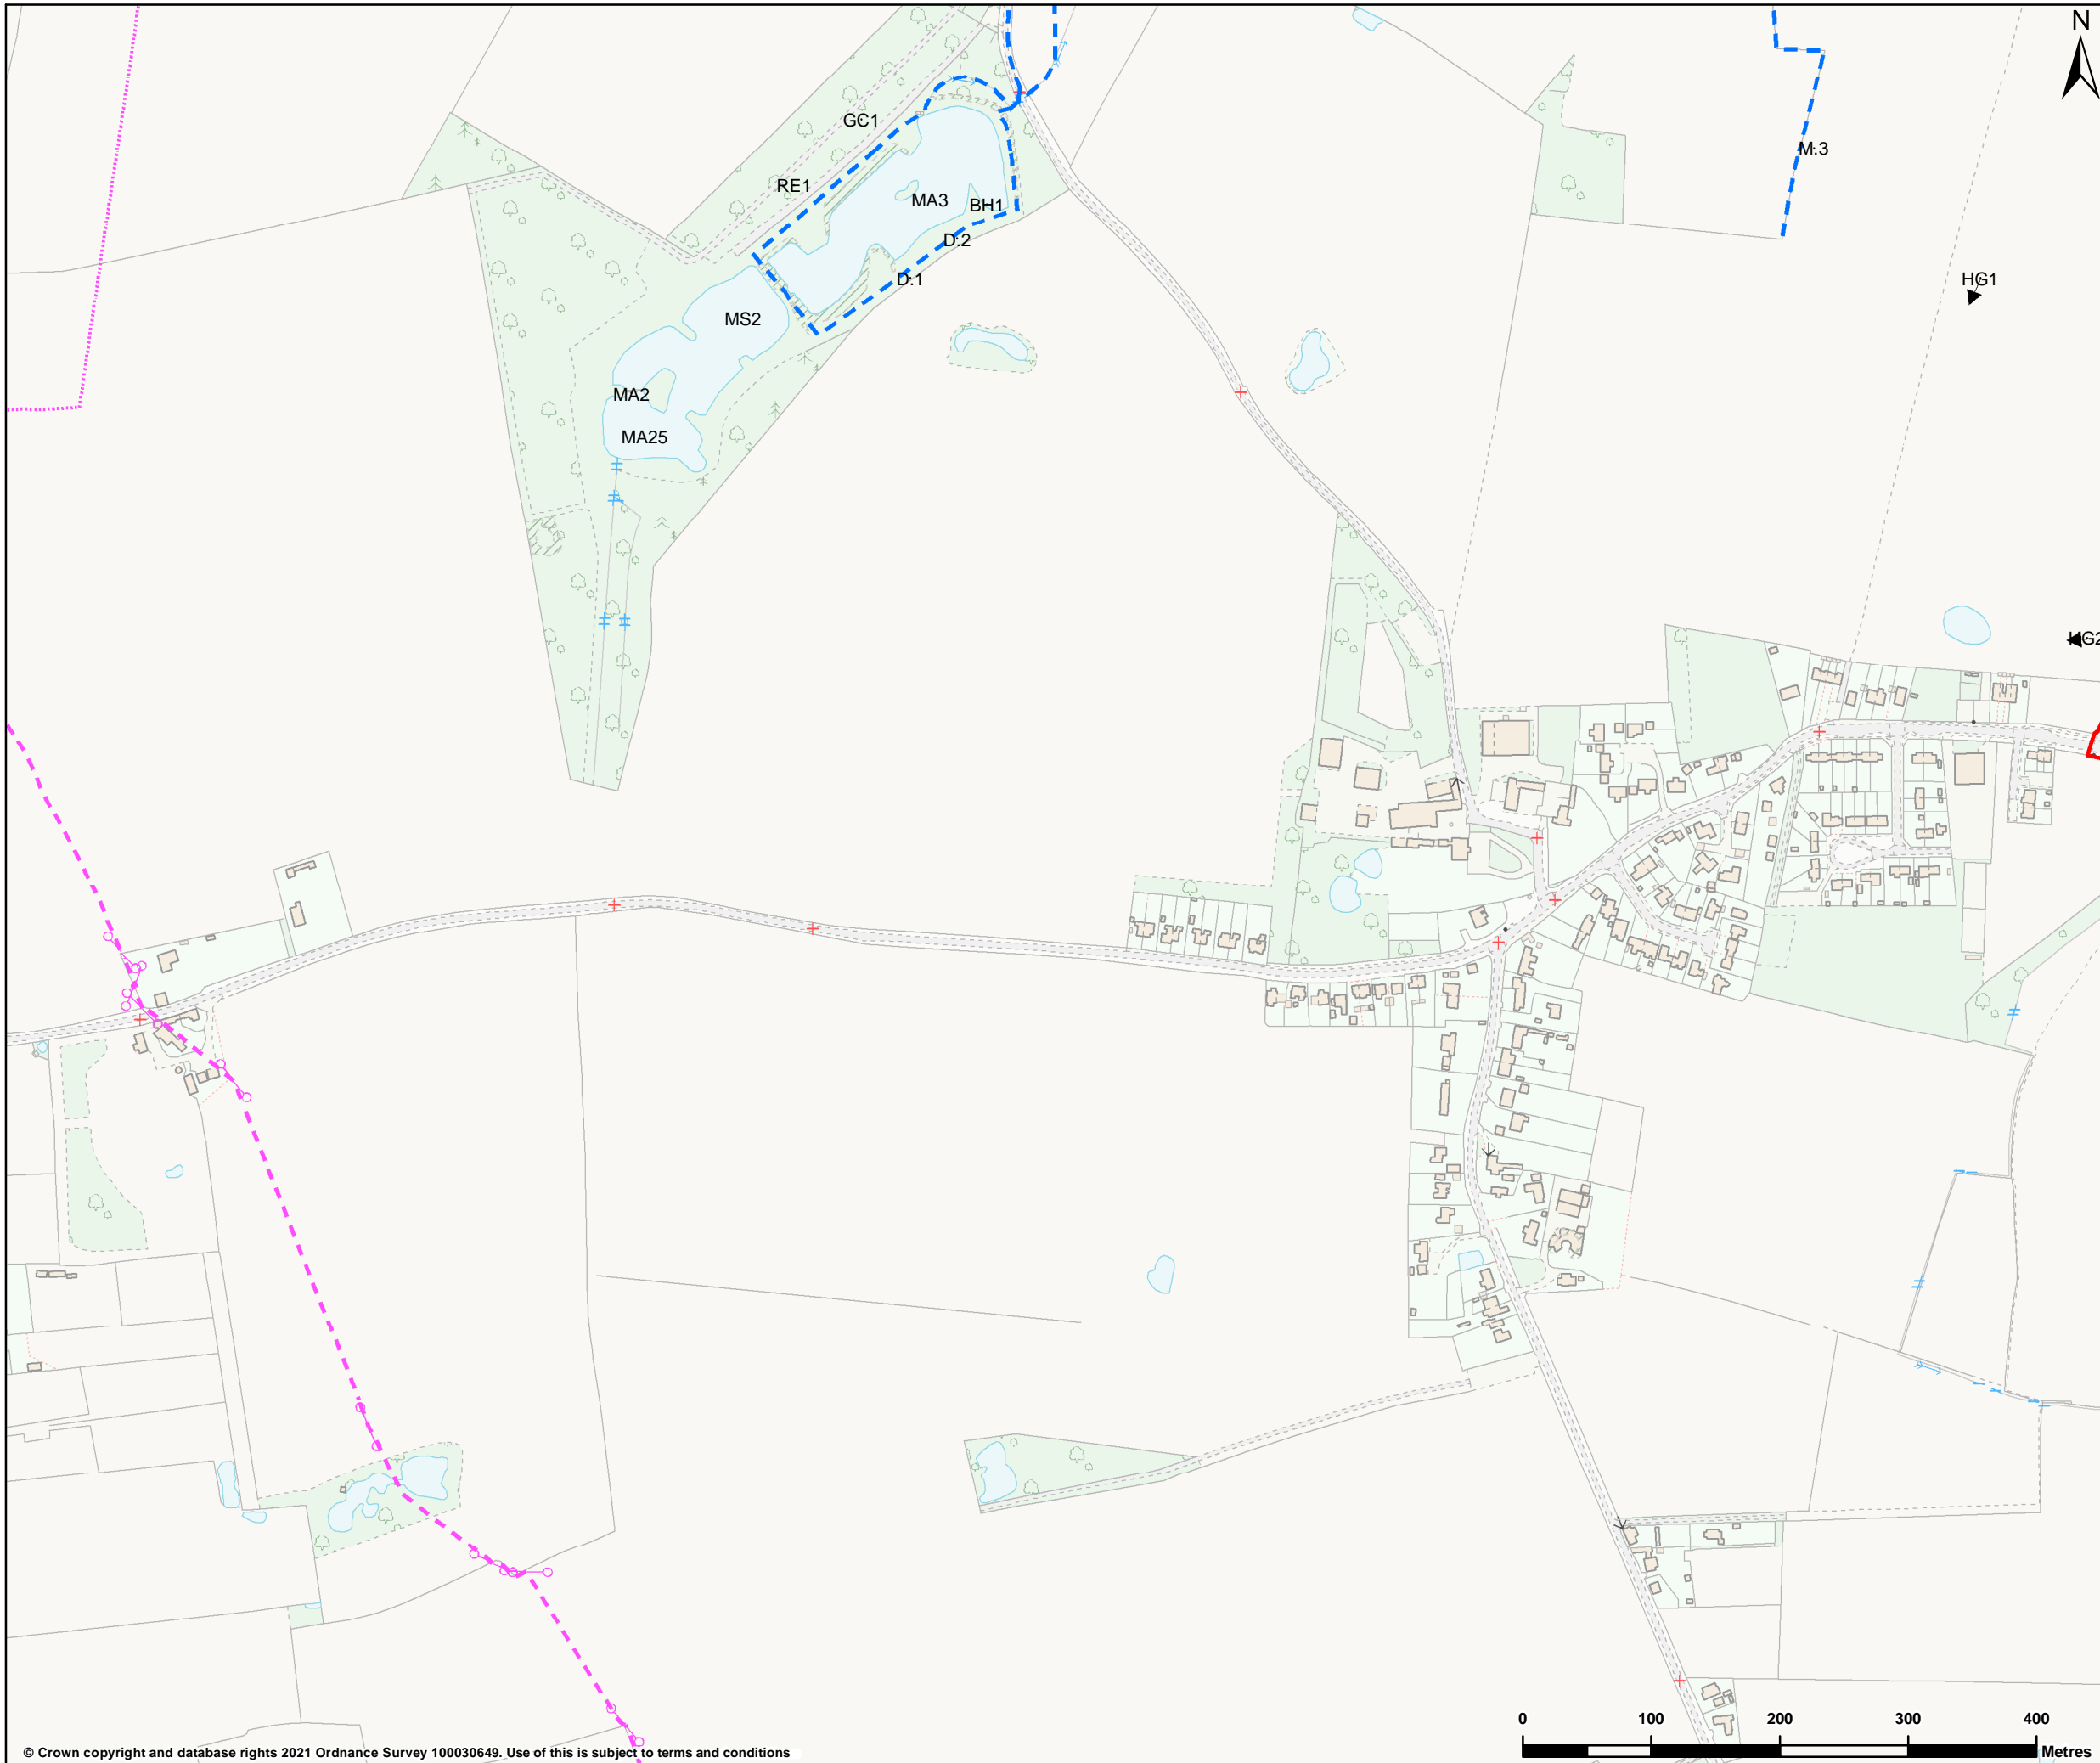 N
GC1
M:3
RE1
MA3
BH1
D:2
D:1
HG1
MS2
MA2
MA25
HG2
0 100 200 300 400
Metres
© Crown copyright and database rights 2021 Ordnance Survey 100030649. Use of this is subject to terms and conditions